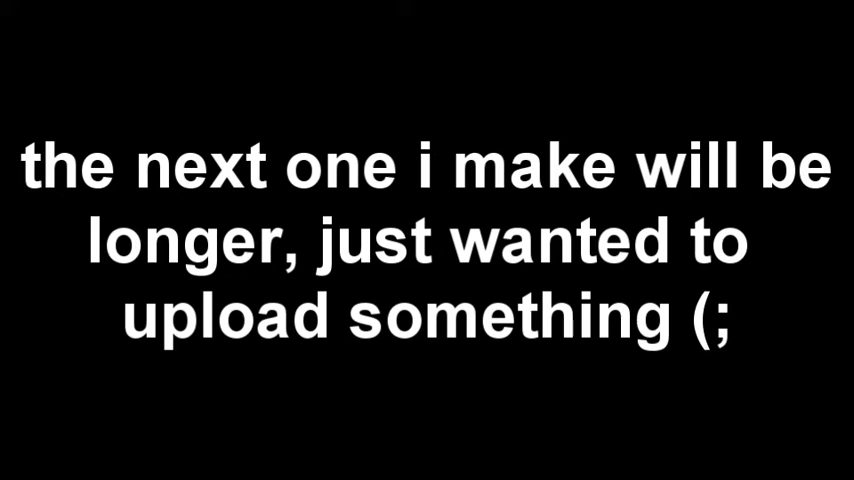 the next one i make will be
longer, just wanted to
upload something (;